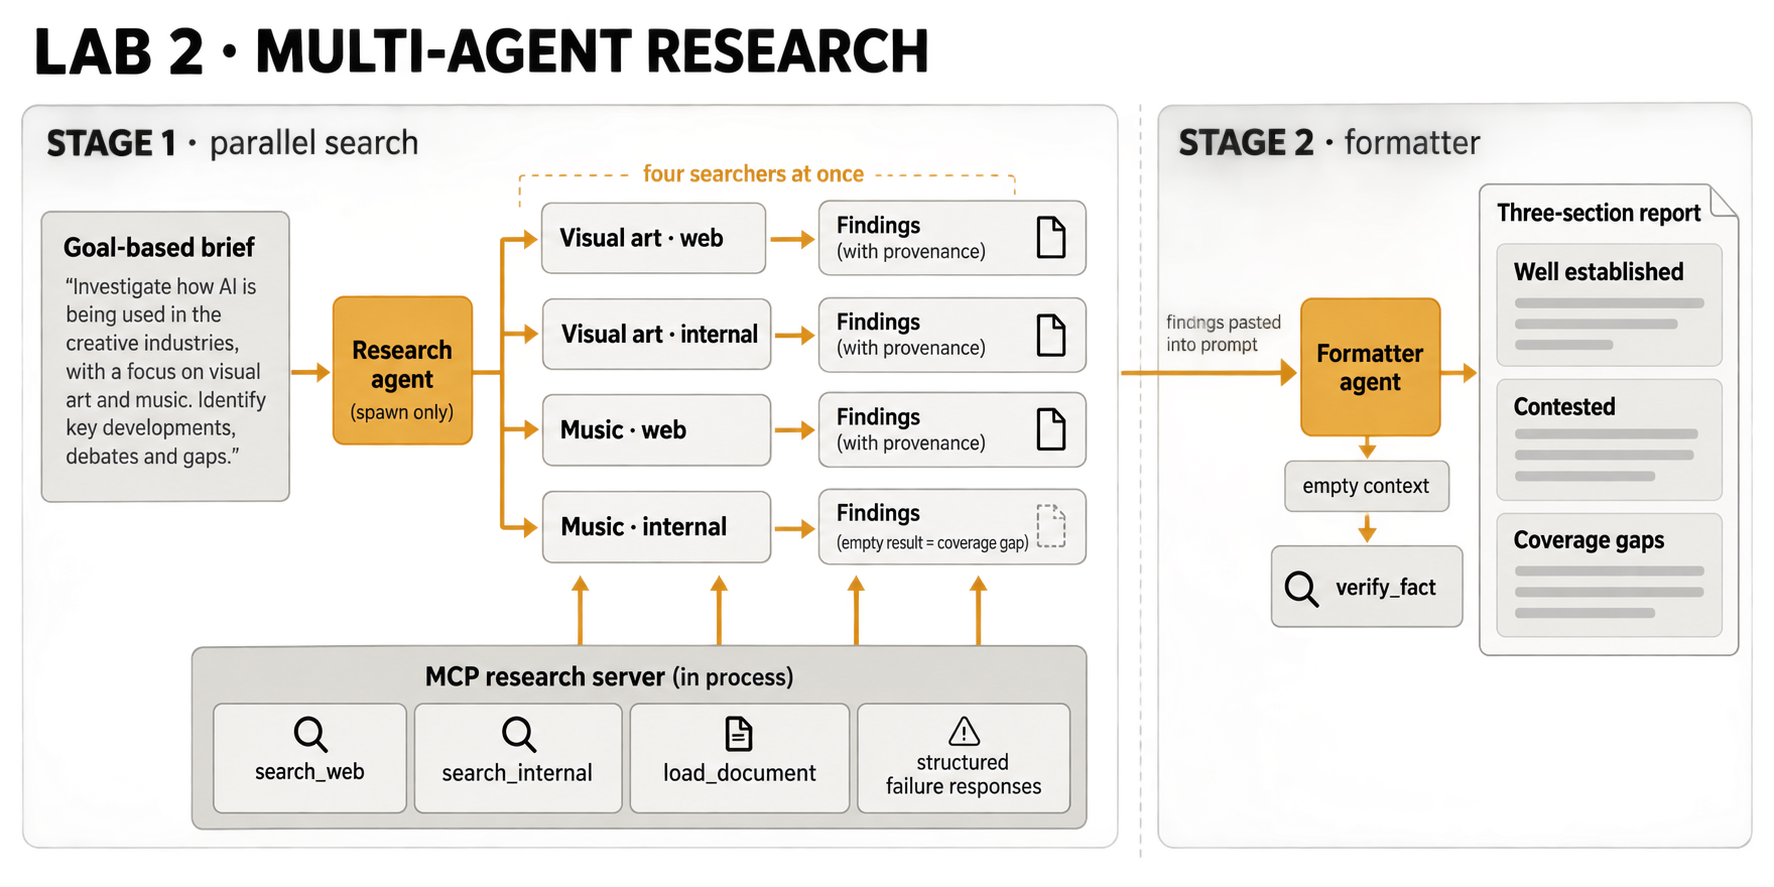 LAB 2 · MULTI-AGENT RESEARCH
STAGE 1 · parallel search
four searchers at once
Goal-based brief
“Investigate how AI is
being used in the
creative industries,
with a focus on visual
art and music. Identify
key developments,
debates and gaps.”
Research
agent
(spawn only)
Visual art · web
Findings
(with provenance)
Visual art · internal
Findings
(with provenance)
Music · web
Findings
(with provenance)
Music · internal
Findings
(empty result = coverage gap)
MCP research server (in process)
search_web
search_internal
load_document
structured
failure responses
STAGE 2 · formatter
findings pasted
into prompt
Formatter
agent
empty context
verify_fact
Three-section report
Well established
Contested
Coverage gaps